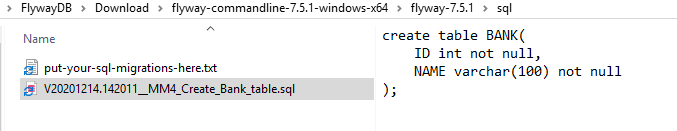 FlywayDB > Download > flyway-commandline-7.5.1-windows-x64 > flyway-7.5.1 > sql
Name
put-your-sql-migrations-here.txt
V20201214.142011__MM4_Create_Bank_table.sql
create table BANK(
    ID int not null,
    NAME varchar(100) not null
);